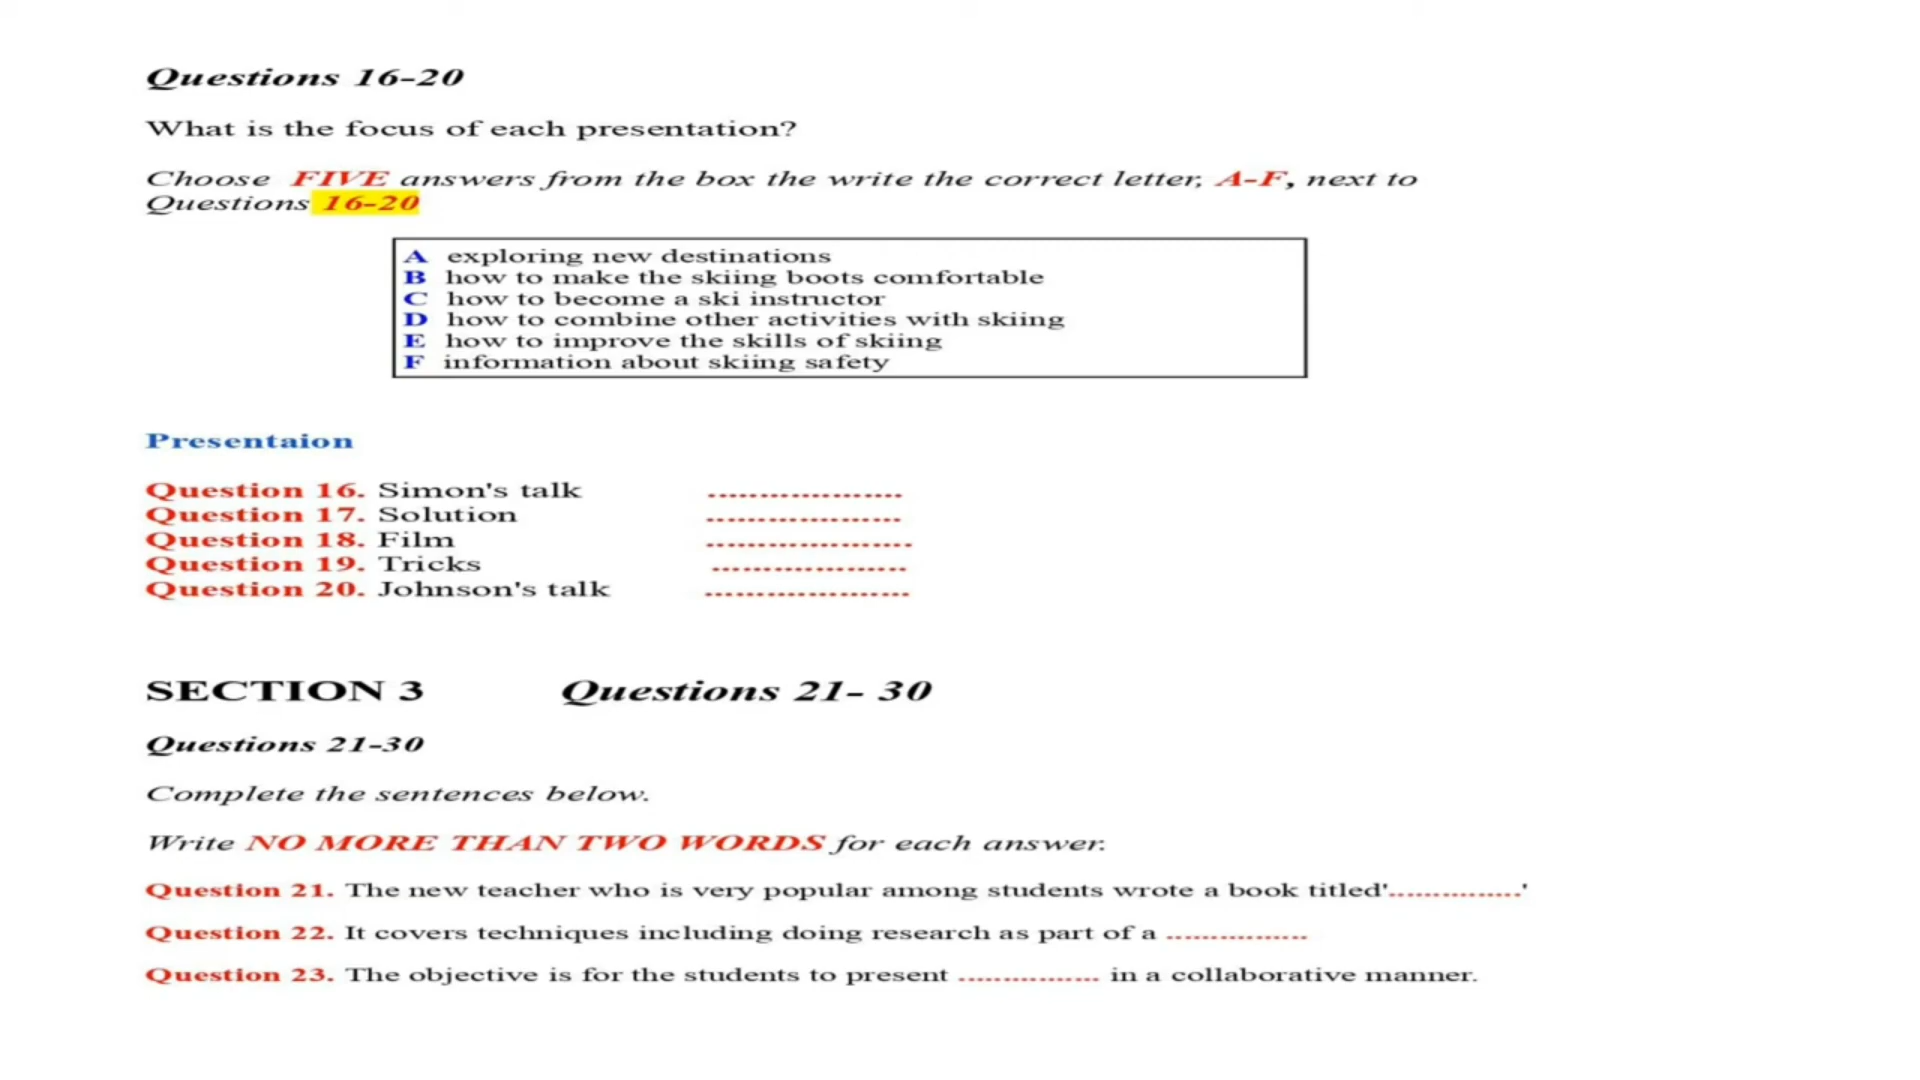 Questions 16-20
What is the focus of each presentation?
Choose FIVE answers from the box the write the correct letter, A-F, next to
Questions 16-20
A exploring new destinations
B how to make the skiing boots comfortable
C how to become a ski instructor
D how to combine other activities with skiing
E how to improve the skills of skiing
F information about skiing safety
Presentaion
Question 16. Simon's talk ...................
Question 17. Solution ...................
Question 18. Film ....................
Question 19. Tricks ...................
Question 20. Johnson's talk ....................
SECTION 3 Questions 21- 30
Questions 21-30
Complete the sentences below.
Write NO MORE THAN TWO WORDS for each answer.
Question 21. The new teacher who is very popular among students wrote a book titled'...............'
Question 22. It covers techniques including doing research as part of a ................
Question 23. The objective is for the students to present ................ in a collaborative manner.